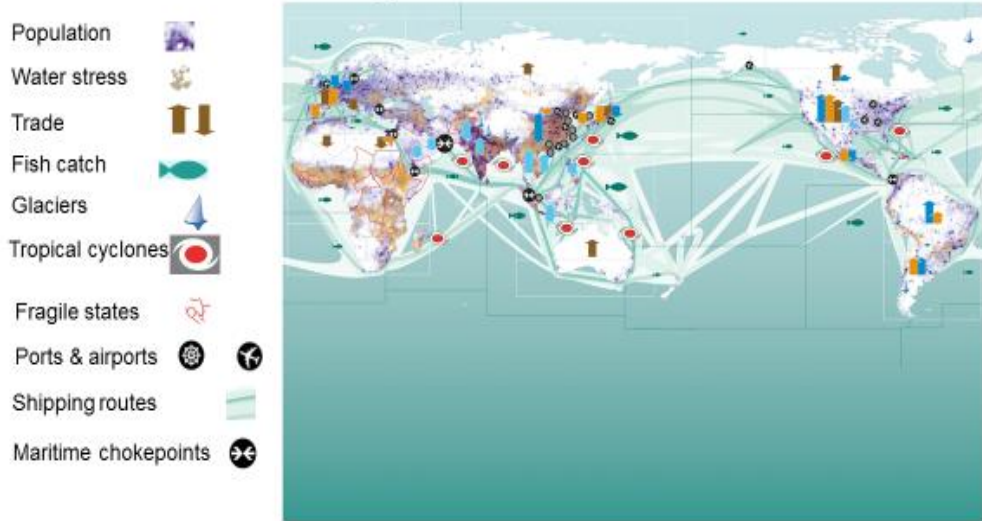 Population
Water stress
Trade
Fish catch
Glaciers
Tropical cyclones
Fragile states
Ports & airports
Shipping routes
Maritime chokepoints